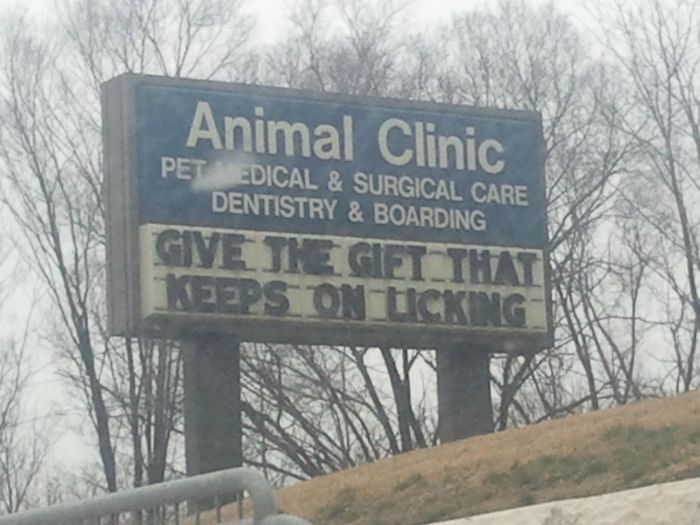 Animal Clinic
PET MEDICAL & SURGICAL CARE
DENTISTRY & BOARDING
GIVE THE GIFT THAT
KEEPS ON LICKING